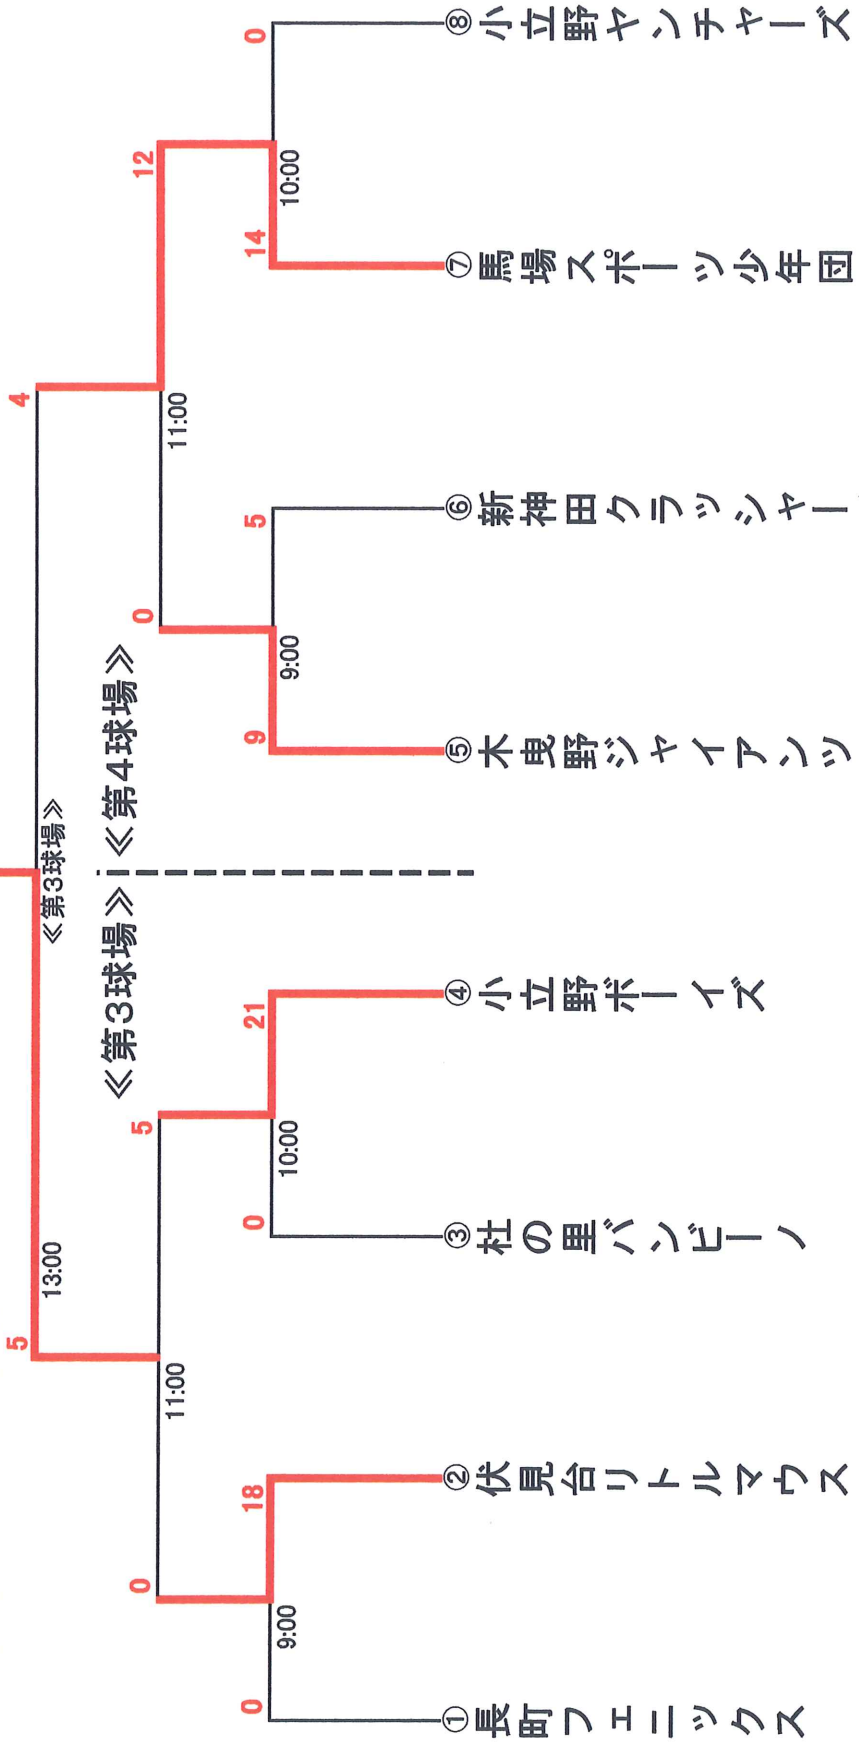 5
4
13:00
≪第3球場≫
≪第3球場≫
≪第4球場≫
0
5
0
12
11:00
11:00
0
18
0
21
9
5
14
0
9:00
10:00
9:00
10:00
①長町フェニックス
②伏見台リトルマウス
③杜の里バンビーノ
④小立野ボーイズ
⑤木曳野ジャイアンツ
⑥新神田クラッシャー
⑦馬場スポーツ少年団
⑧小立野ヤンチャーズ